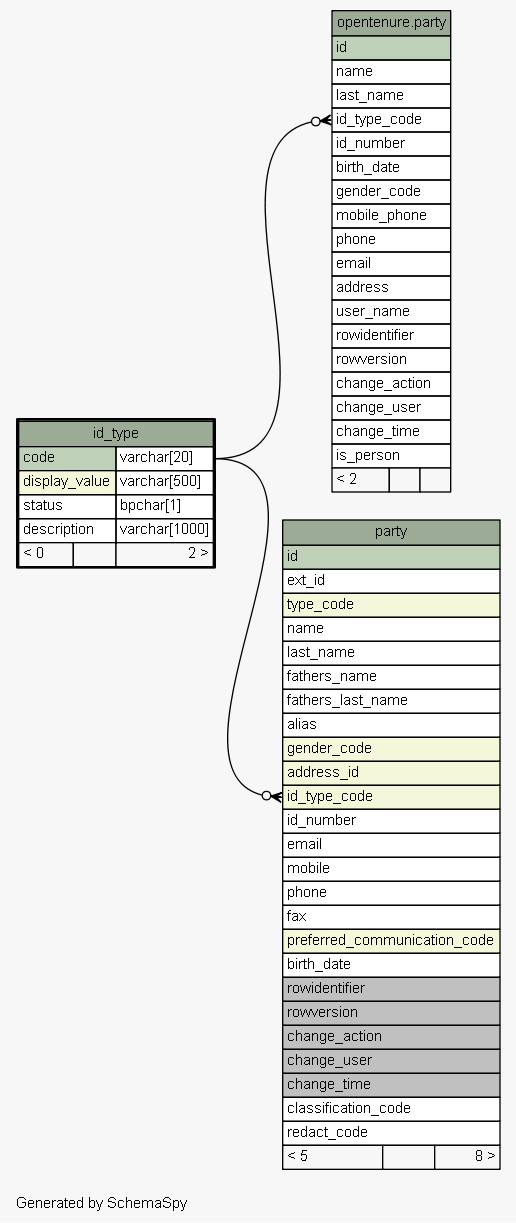 opentenure.party
id
name
last_name
id_type_code
id_number
birth_date
gender_code
mobile_phone
phone
email
address
user_name
rowidentifier
rowversion
change_action
change_user
change_time
is_person
< 2
id_type
code varchar[20]
display_value varchar[500]
status bpchar[1]
description varchar[1000]
< 0 2 >
party
id
ext_id
type_code
name
last_name
fathers_name
fathers_last_name
alias
gender_code
address_id
id_type_code
id_number
email
mobile
phone
fax
preferred_communication_code
birth_date
rowidentifier
rowversion
change_action
change_user
change_time
classification_code
redact_code
< 5 8 >
Generated by SchemaSpy